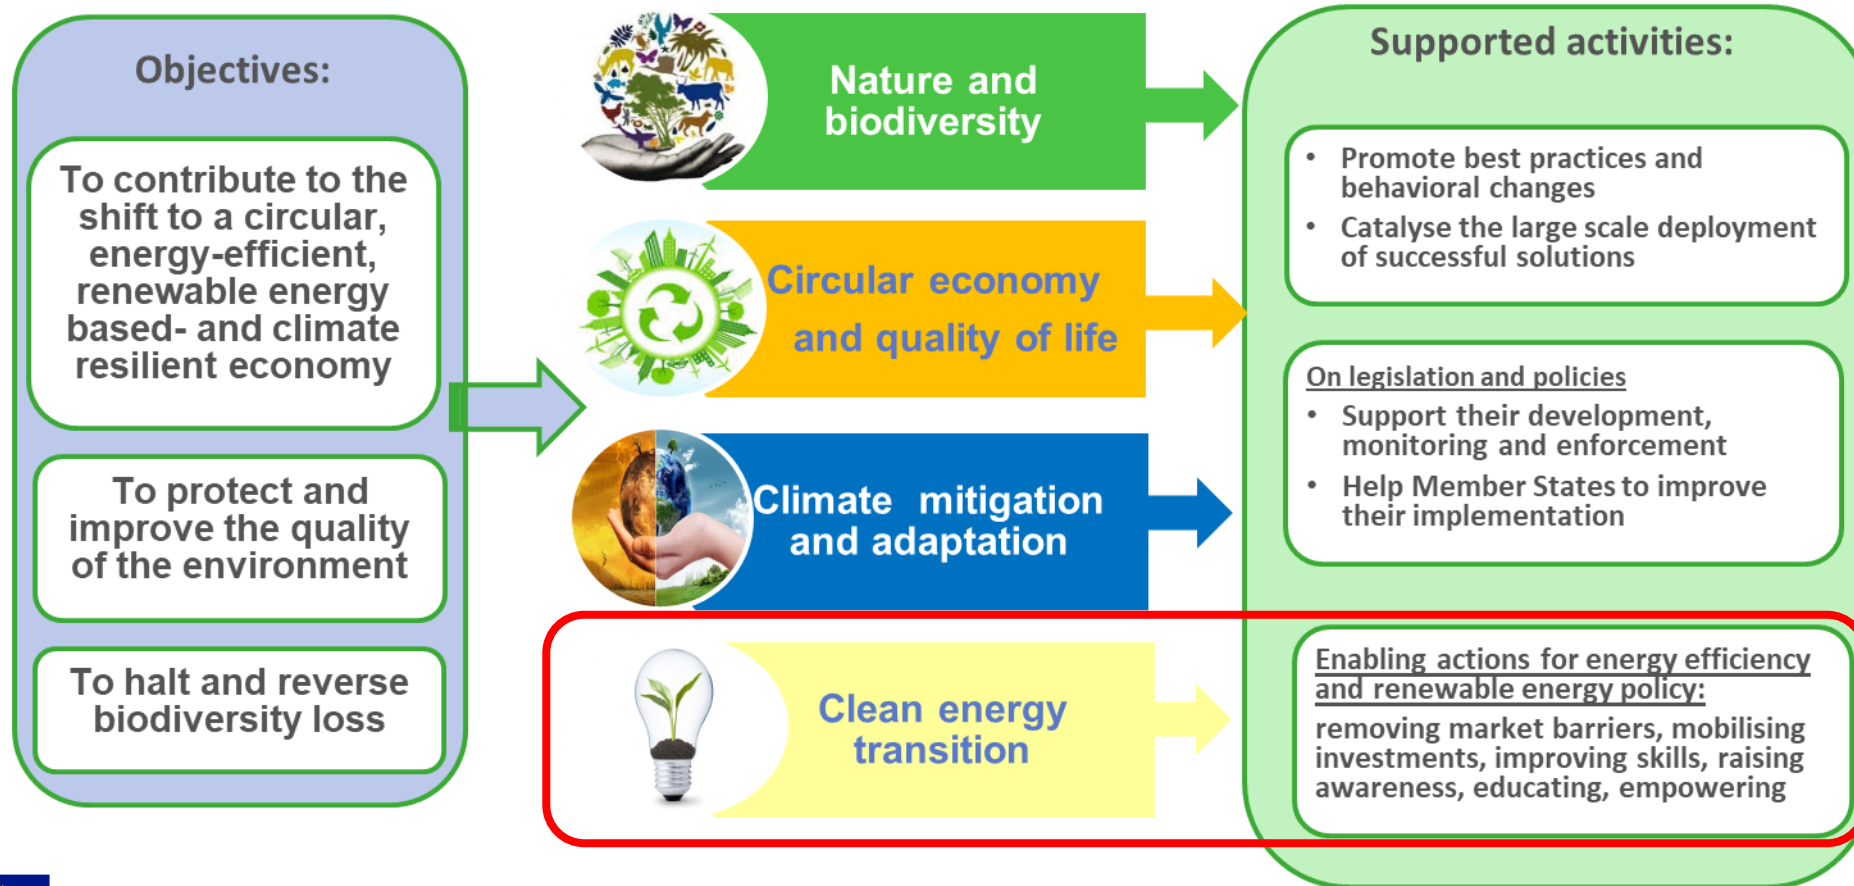 Objectives:
To contribute to the
shift to a circular,
energy-efficient,
renewable energy
based- and climate
resilient economy
To protect and
improve the quality
of the environment
To halt and reverse
biodiversity loss
Nature and
biodiversity
Circular economy
and quality of life
Climate mitigation
and adaptation
Clean energy
transition
Supported activities:
• Promote best practices and
behavioral changes
• Catalyse the large scale deployment
of successful solutions
On legislation and policies
• Support their development,
monitoring and enforcement
• Help Member States to improve
their implementation
Enabling actions for energy efficiency
and renewable energy policy:
removing market barriers, mobilising
investments, improving skills, raising
awareness, educating, empowering